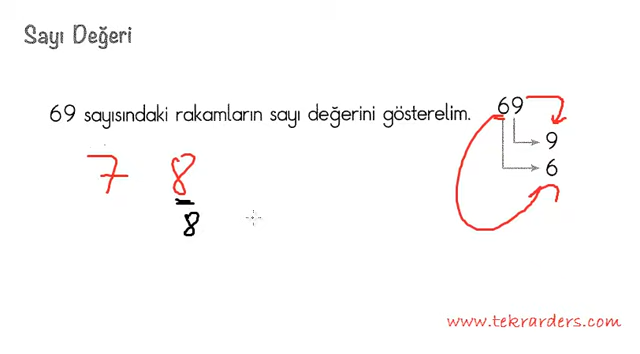 Sayı Değeri
69 sayısındaki rakamların sayı değerini gösterelim.
69
9
6
7 8
8
www.tekrarders.com